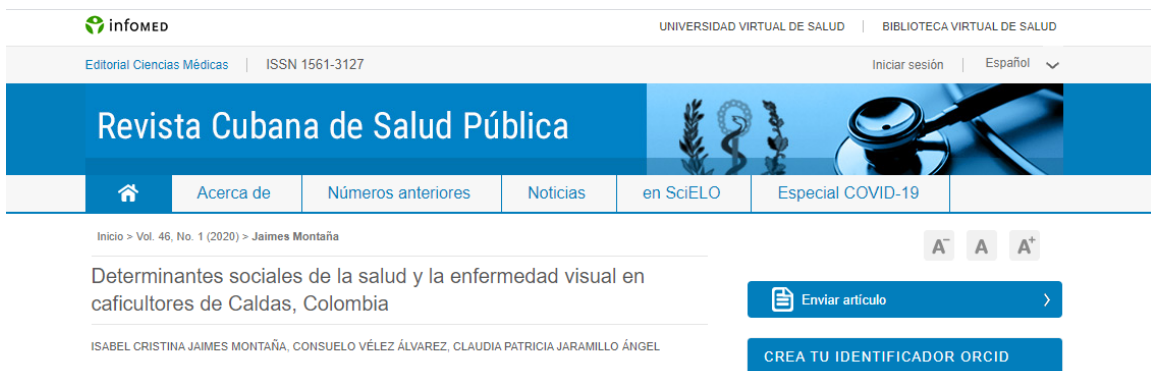 infoMED
UNIVERSIDAD VIRTUAL DE SALUD | BIBLIOTECA VIRTUAL DE SALUD
Editorial Ciencias Médicas | ISSN 1561-3127
Iniciar sesión | Español
Revista Cubana de Salud Pública
Acerca de
Números anteriores
Noticias
en SciELO
Especial COVID-19
Inicio > Vol. 46, No. 1 (2020) > Jaimes Montaña
A- A A+
Determinantes sociales de la salud y la enfermedad visual en
caficultores de Caldas, Colombia
Enviar artículo
ISABEL CRISTINA JAIMES MONTAÑA, CONSUELO VÉLEZ ÁLVAREZ, CLAUDIA PATRICIA JARAMILLO ÁNGEL
CREA TU IDENTIFICADOR ORCID